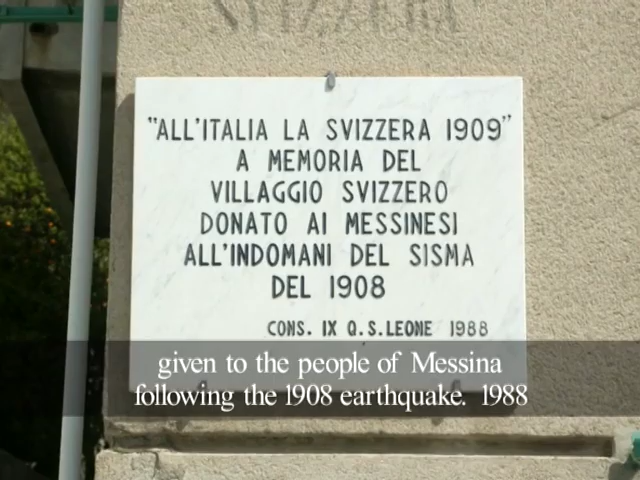 SVIZZERA
"ALL'ITALIA LA SVIZZERA 1909"
A MEMORIA DEL
VILLAGGIO SVIZZERO
DONATO AI MESSINESI
ALL'INDOMANI DEL SISMA
DEL 1908
CONS. IX Q.S.LEONE 1988
given to the people of Messina
following the 1908 earthquake. 1988